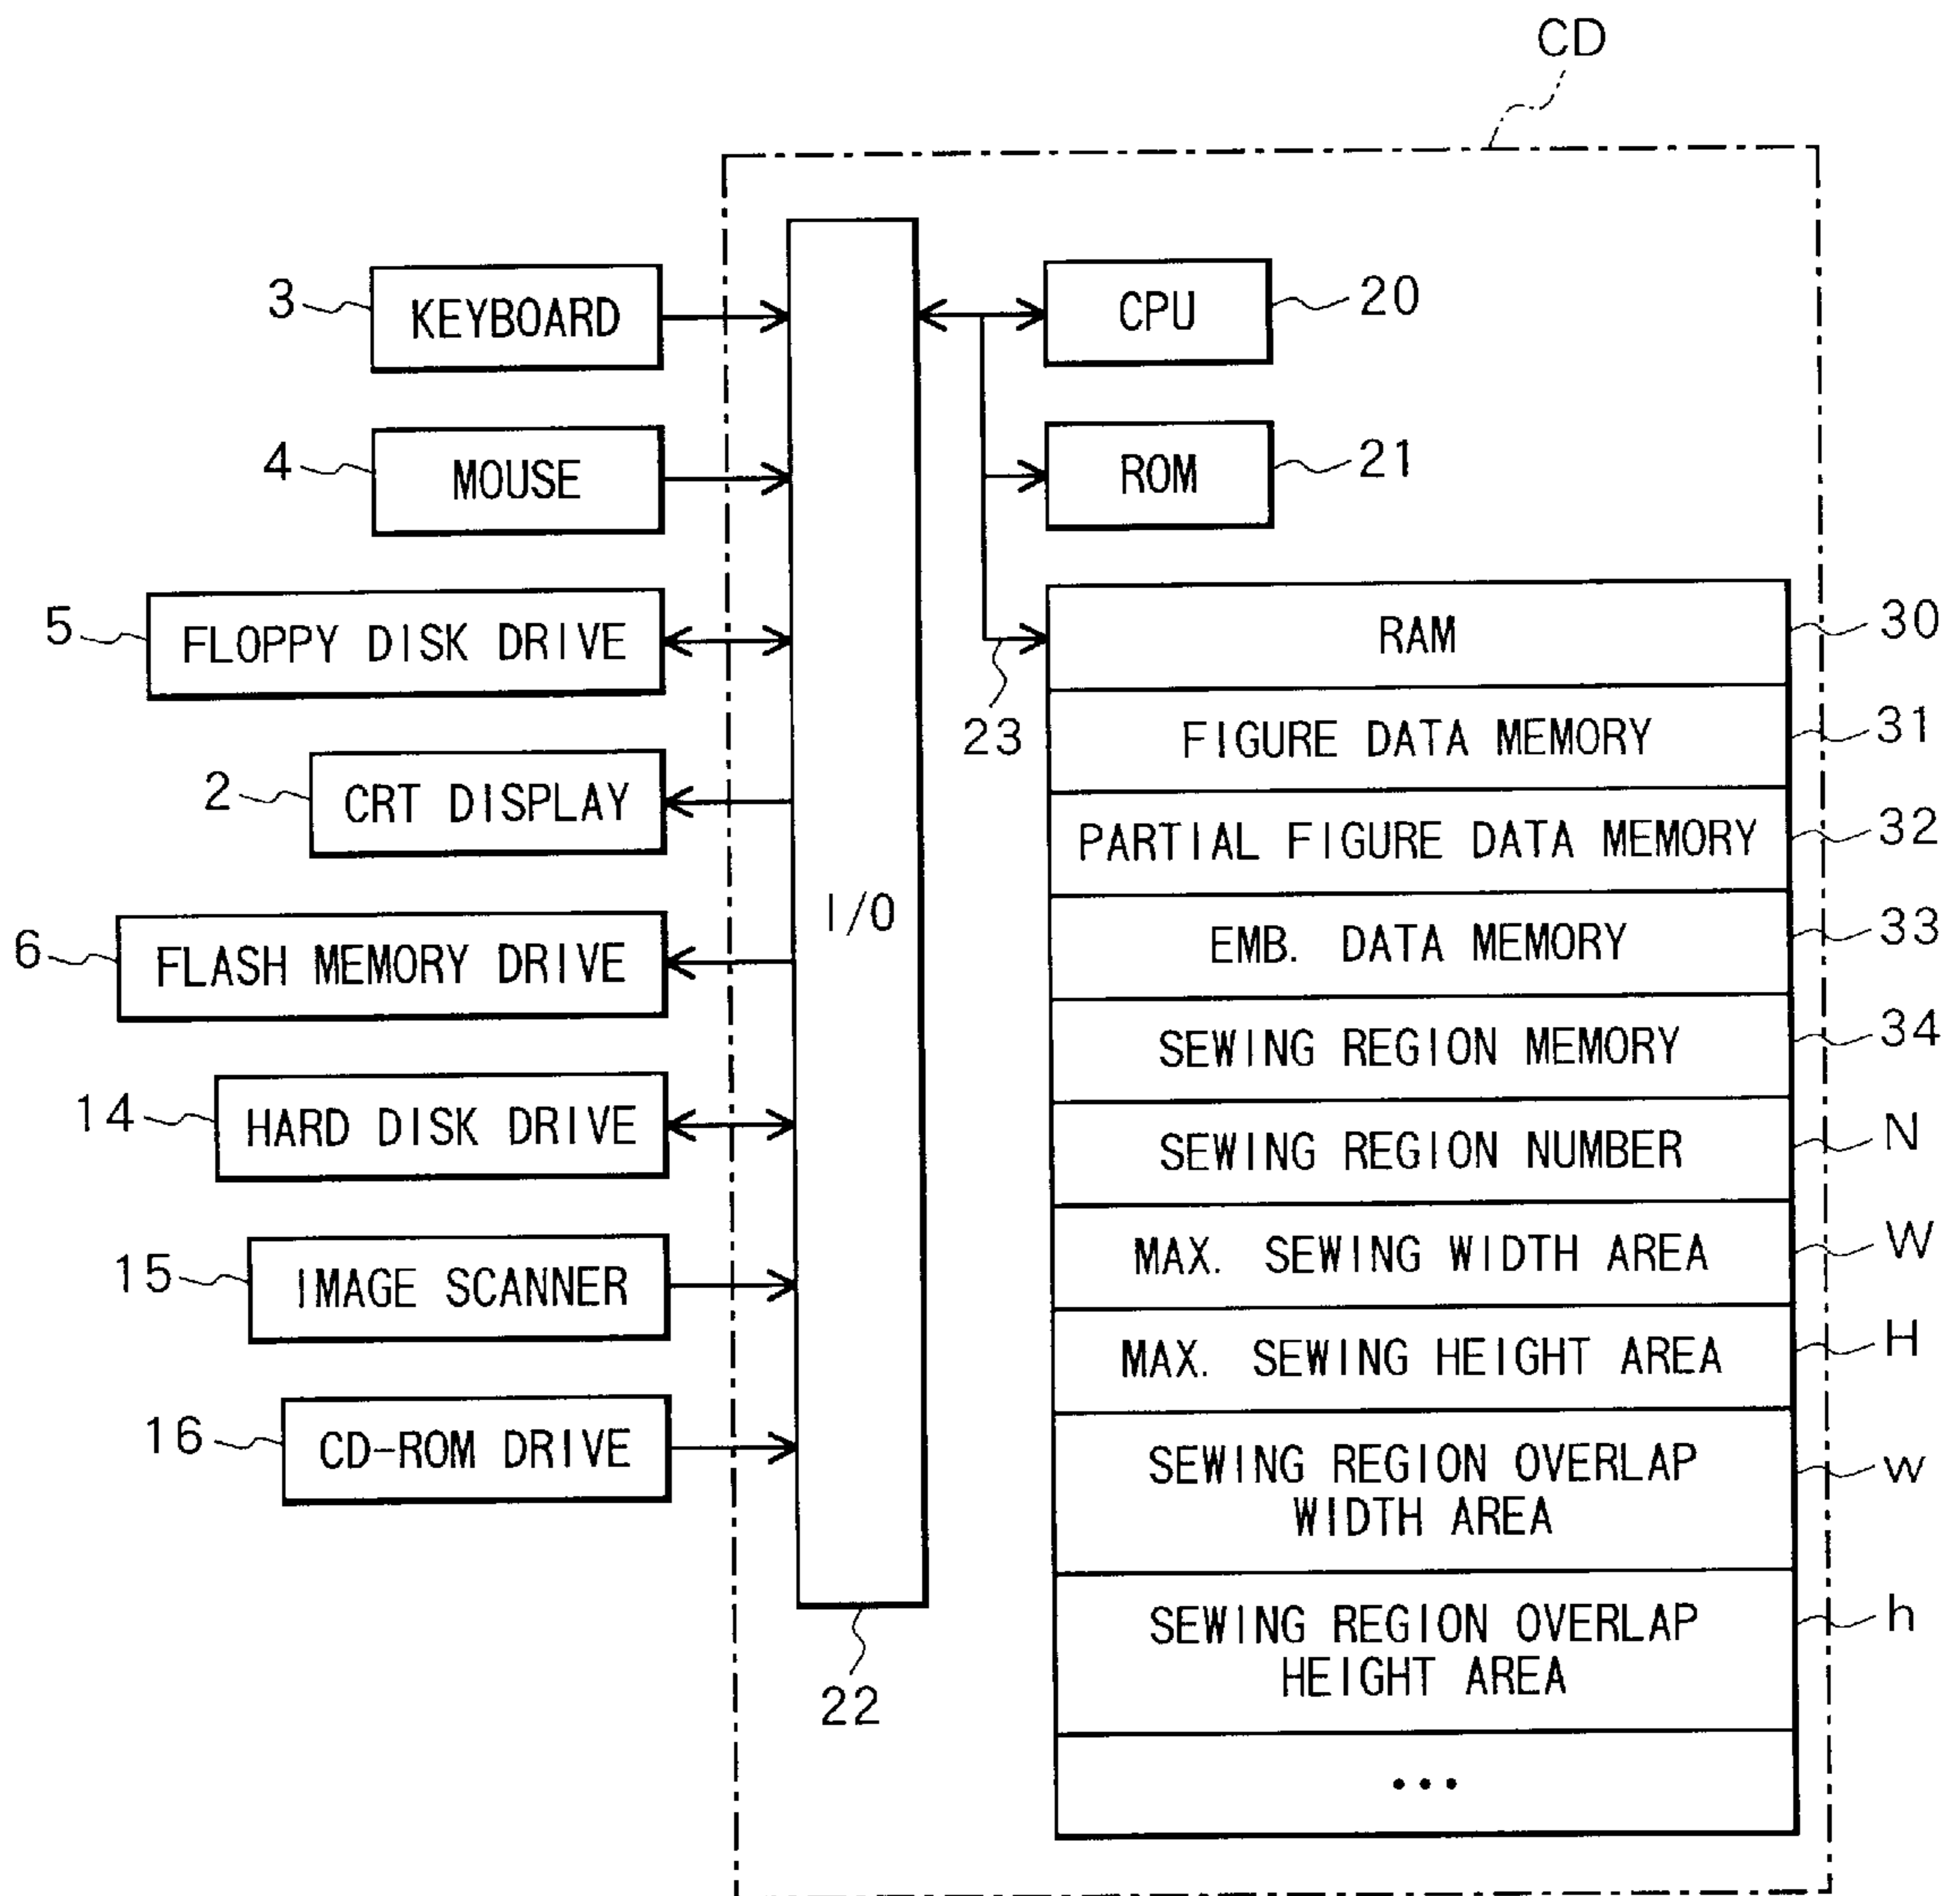 CD
3 KEYBOARD
4 MOUSE
5 FLOPPY DISK DRIVE
2 CRT DISPLAY
6 FLASH MEMORY DRIVE
14 HARD DISK DRIVE
15 IMAGE SCANNER
16 CD-ROM DRIVE
I/O
22
CPU 20
ROM 21
23
RAM 30
FIGURE DATA MEMORY 31
PARTIAL FIGURE DATA MEMORY 32
EMB. DATA MEMORY 33
SEWING REGION MEMORY 34
SEWING REGION NUMBER N
MAX. SEWING WIDTH AREA W
MAX. SEWING HEIGHT AREA H
SEWING REGION OVERLAP w
WIDTH AREA
SEWING REGION OVERLAP h
HEIGHT AREA
...